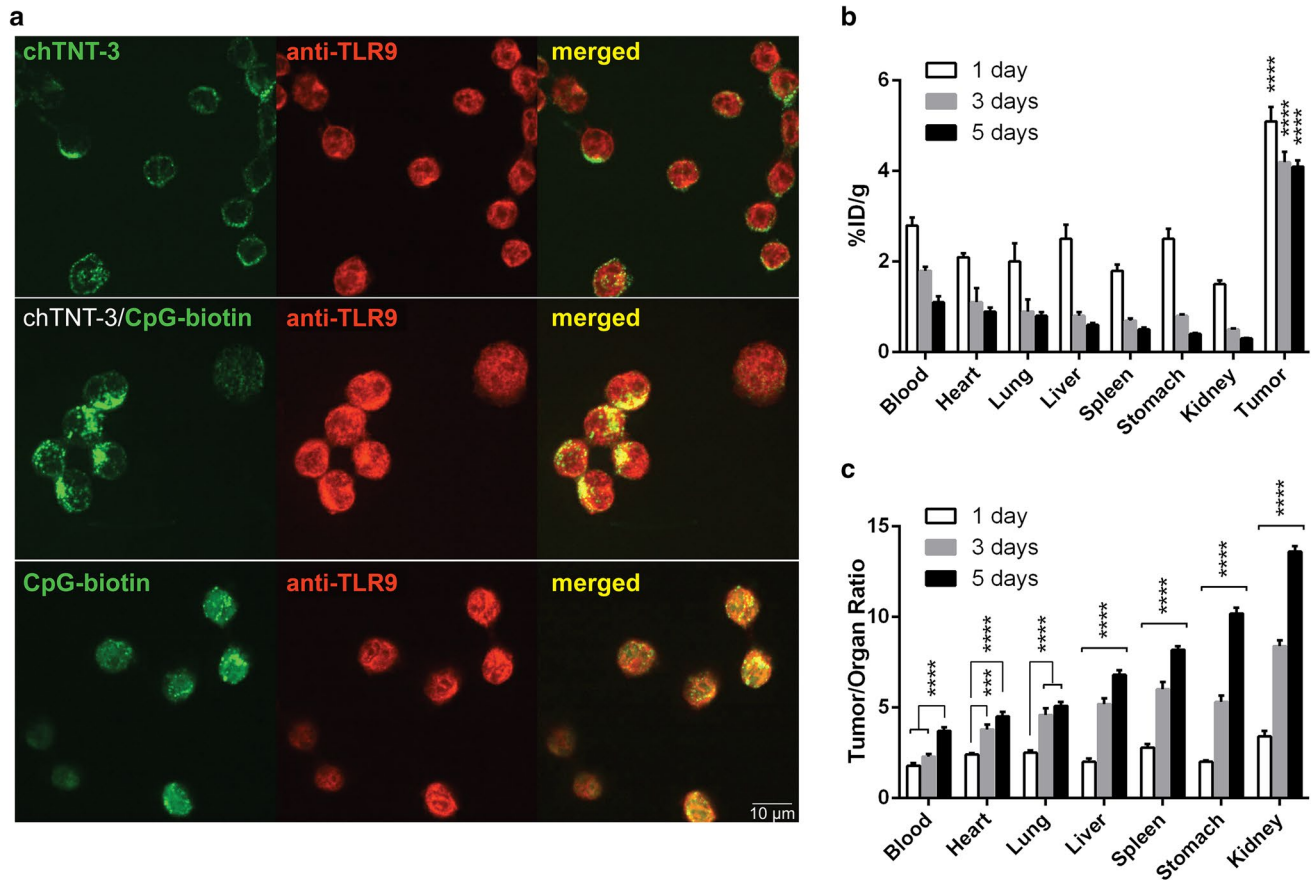 a
chTNT-3 anti-TLR9 merged
chTNT-3/CpG-biotin anti-TLR9 merged
CpG-biotin anti-TLR9 merged
10 µm
b
1 day
3 days
5 days
%ID/g
6
4
2
0
**** **** ****
Blood Heart Lung Liver Spleen Stomach Kidney Tumor
c
1 day
3 days
5 days
Tumor/Organ Ratio
15
10
5
0
**** *** **** **** **** **** **** ****
Blood Heart Lung Liver Spleen Stomach Kidney